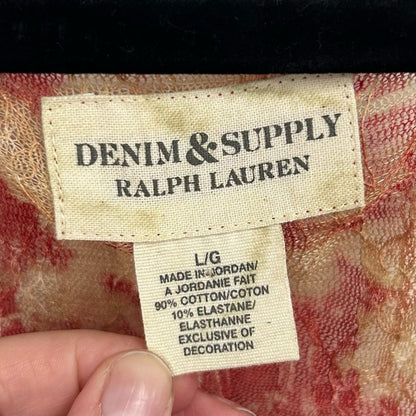 DENIM & SUPPLY
RALPH LAUREN
L/G
MADE IN JORDAN/
A JORDANIE FAIT
90% COTTON/COTON
10% ELASTANE/
ELASTHANNE
EXCLUSIVE OF
DECORATION